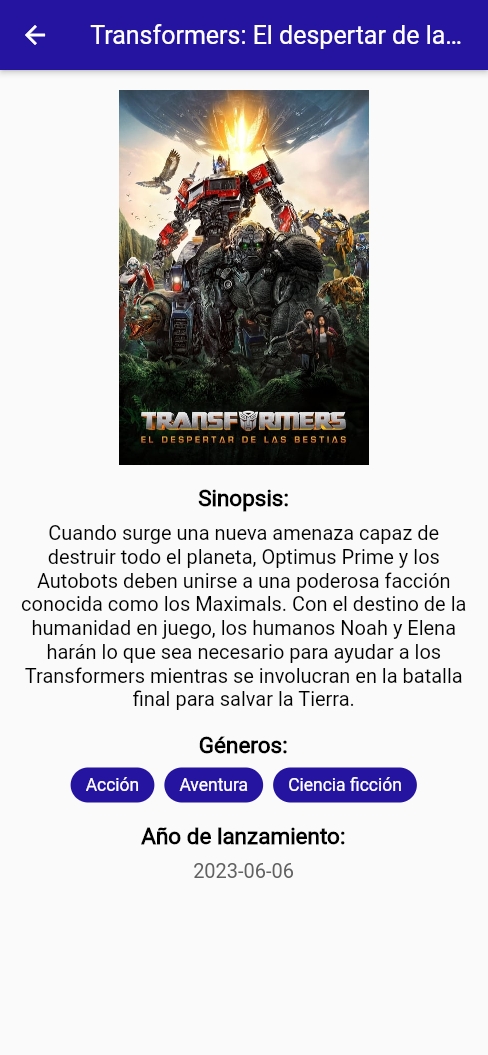 Transformers: El despertar de la...
TRANSFORMERS
EL DESPERTAR DE LAS BESTIAS
Sinopsis:
Cuando surge una nueva amenaza capaz de
destruir todo el planeta, Optimus Prime y los
Autobots deben unirse a una poderosa facción
conocida como los Maximals. Con el destino de la
humanidad en juego, los humanos Noah y Elena
harán lo que sea necesario para ayudar a los
Transformers mientras se involucran en la batalla
final para salvar la Tierra.
Géneros:
Acción Aventura Ciencia ficción
Año de lanzamiento:
2023-06-06